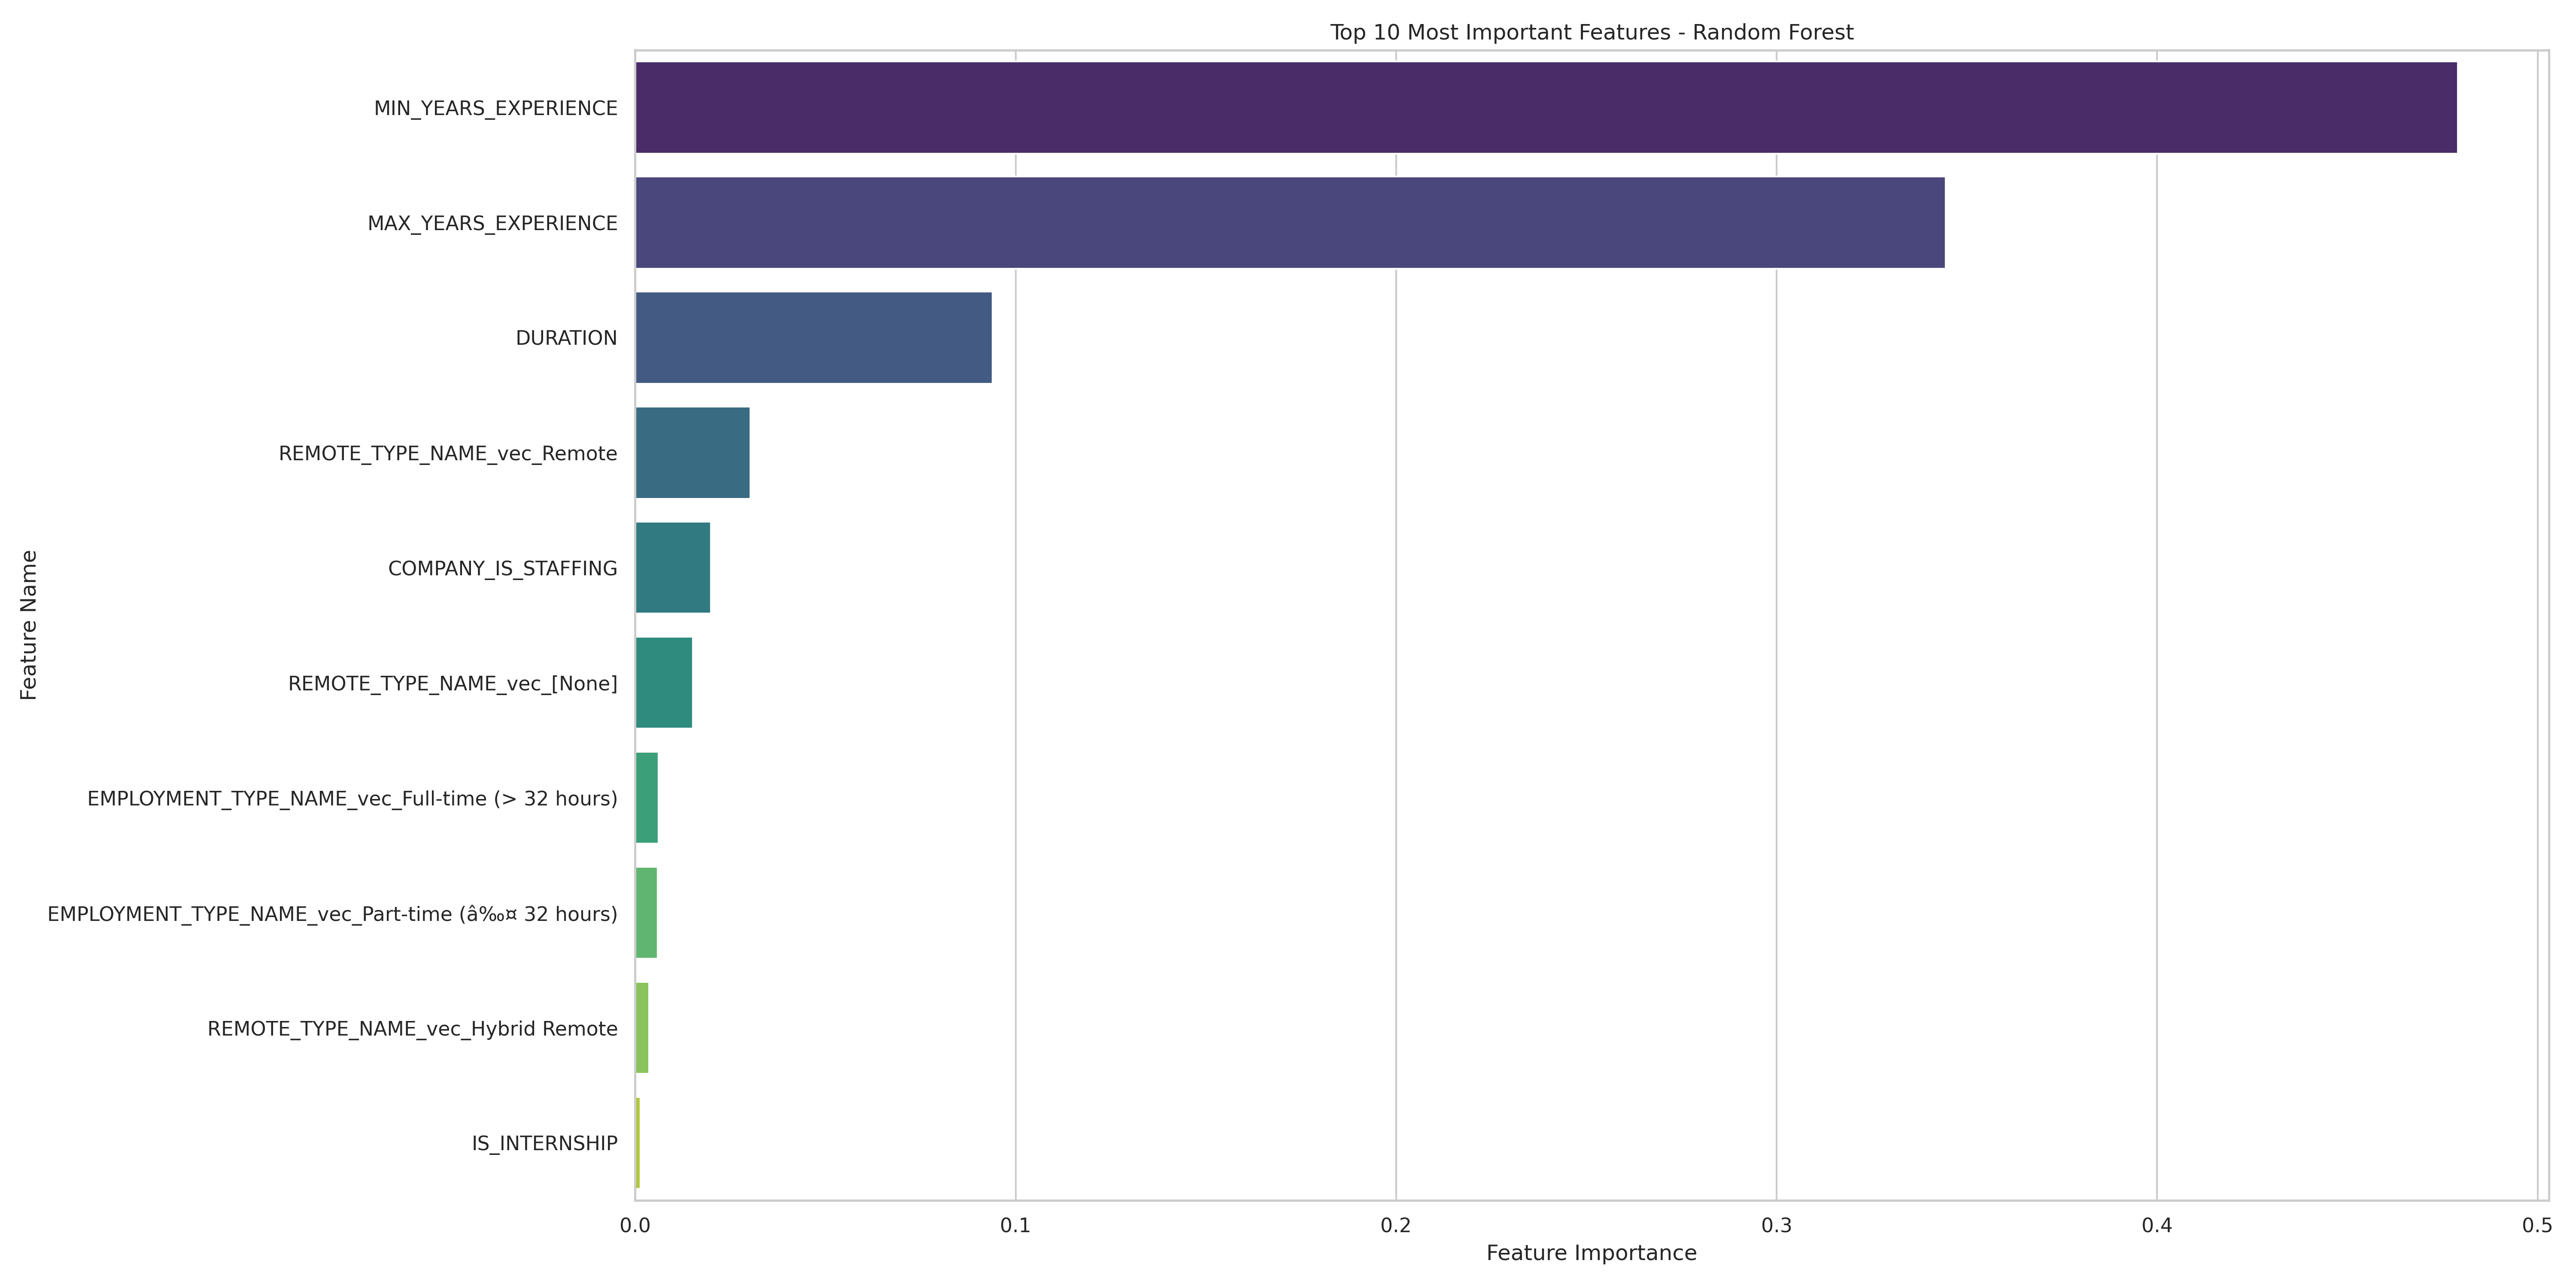 Top 10 Most Important Features - Random Forest
MIN_YEARS_EXPERIENCE
MAX_YEARS_EXPERIENCE
DURATION
REMOTE_TYPE_NAME_vec_Remote
COMPANY_IS_STAFFING
REMOTE_TYPE_NAME_vec_[None]
EMPLOYMENT_TYPE_NAME_vec_Full-time (> 32 hours)
EMPLOYMENT_TYPE_NAME_vec_Part-time (â‰¤ 32 hours)
REMOTE_TYPE_NAME_vec_Hybrid Remote
IS_INTERNSHIP
Feature Name
0.0 0.1 0.2 0.3 0.4 0.5
Feature Importance